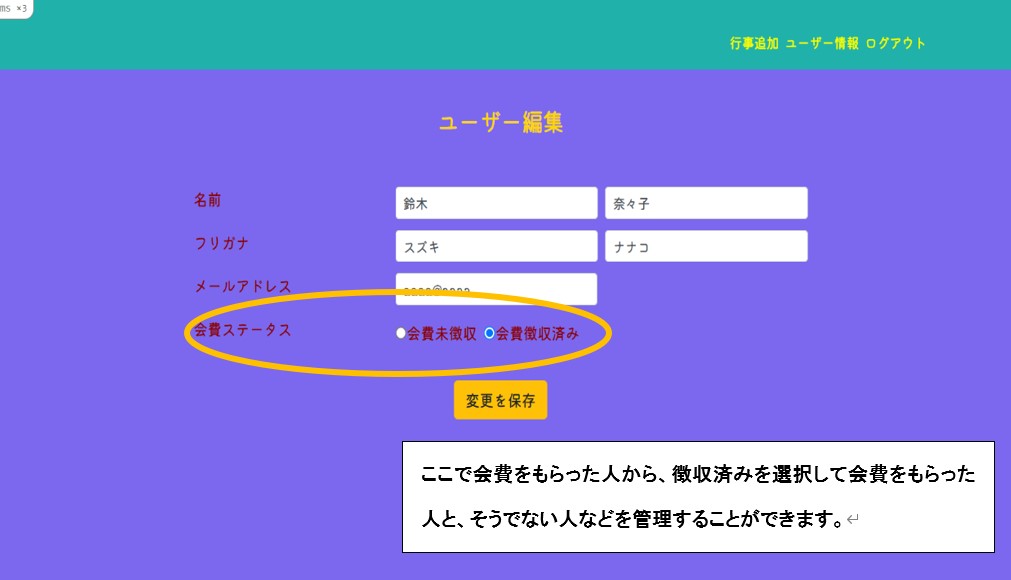 ms ×3
行事追加 ユーザー情報 ログアウト
ユーザー編集
名前 鈴木 奈々子
フリガナ スズキ ナナコ
メールアドレス
会費ステータス 会費未徴収 会費徴収済み
変更を保存
ここで会費をもらった人から、徴収済みを選択して会費をもらった
人と、そうでない人などを管理することができます。↵